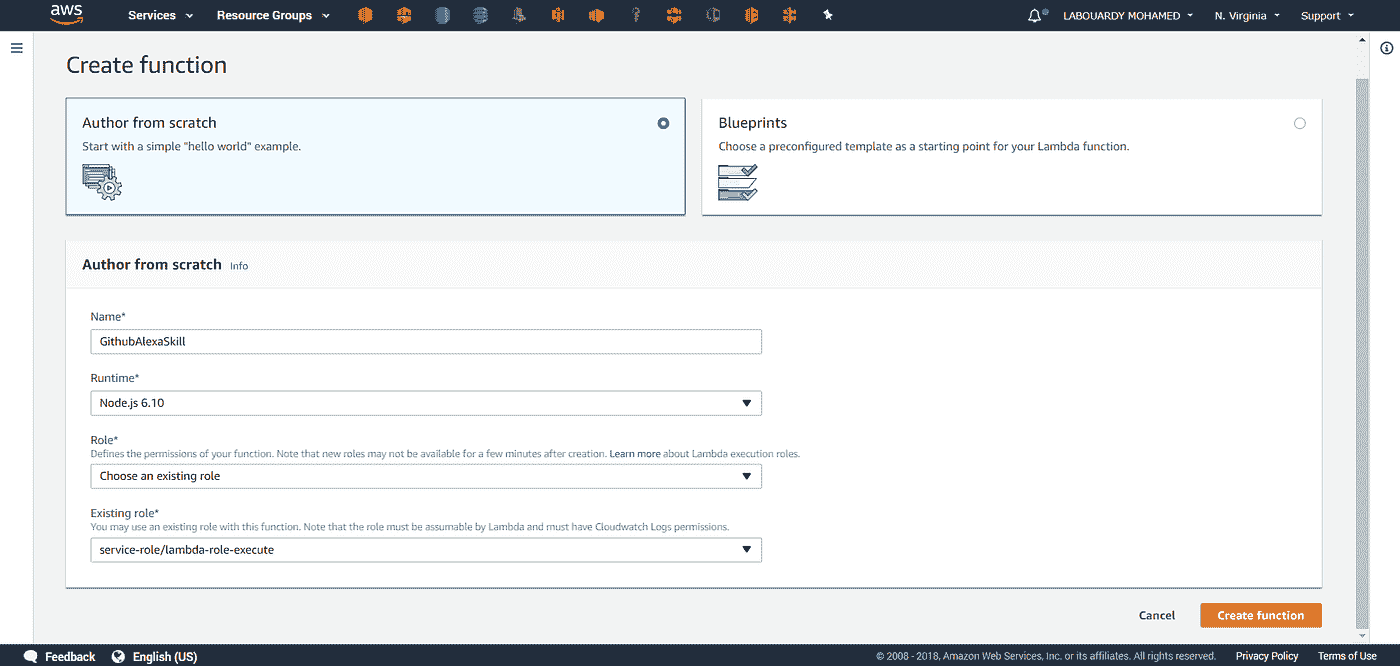 aws
Services Resource Groups LABOUARDY MOHAMED N. Virginia Support
Create function
Author from scratch
Start with a simple "hello world" example.
Blueprints
Choose a preconfigured template as a starting point for your Lambda function.
Author from scratch Info
Name*
GithubAlexaSkill
Runtime*
Node.js 6.10
Role*
Defines the permissions of your function. Note that new roles may not be available for a few minutes after creation. Learn more about Lambda execution roles.
Choose an existing role
Existing role*
You may use an existing role with this function. Note that the role must be assumable by Lambda and must have Cloudwatch Logs permissions.
service-role/lambda-role-execute
Cancel Create function
Feedback English (US) © 2008 - 2018, Amazon Web Services, Inc. or its affiliates. All rights reserved. Privacy Policy Terms of Use